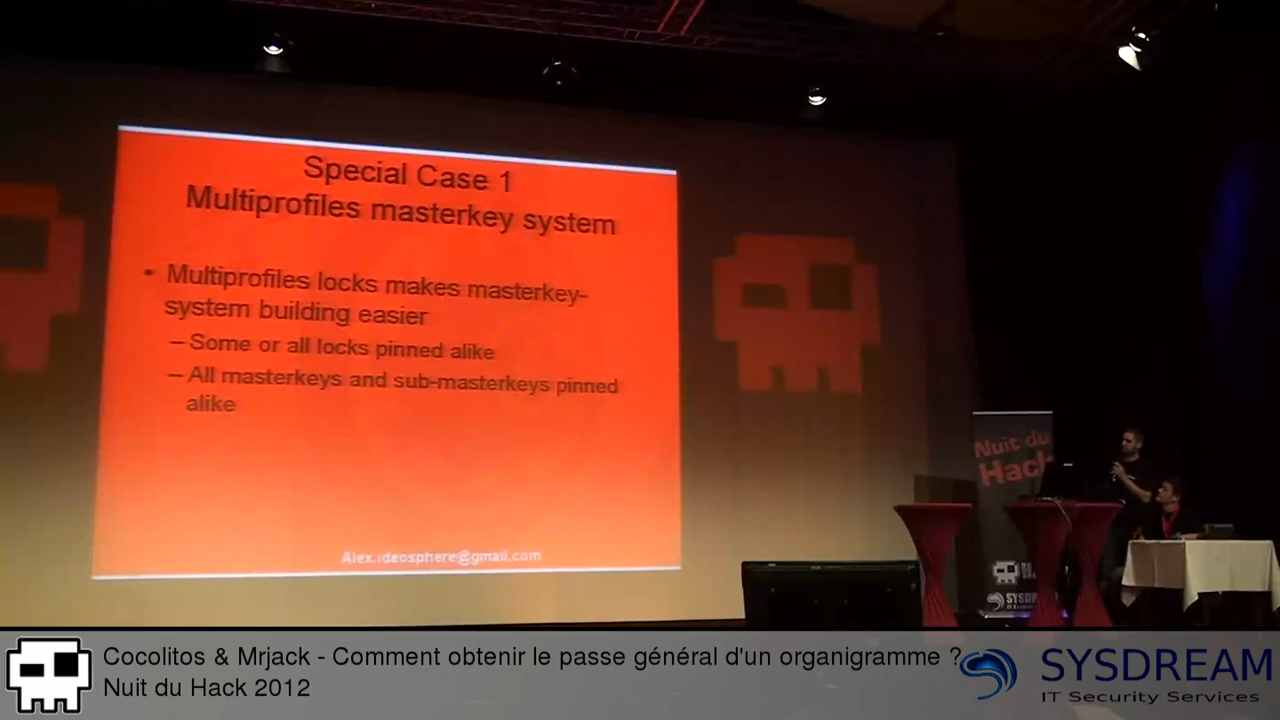 Special Case 1
Multiprofiles masterkey system
• Multiprofiles locks makes masterkey-
system building easier
– Some or all locks pinned alike
– All masterkeys and sub-masterkeys pinned
alike
Alex.ideosphere@gmail.com
Nuit du
Hack
SYSDR
Cocolitos & Mrjack - Comment obtenir le passe général d'un organigramme ?
Nuit du Hack 2012
SYSDREAM
IT Security Services